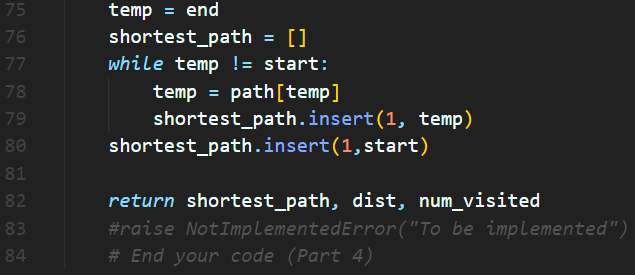 75 temp = end
76 shortest_path = []
77 while temp != start:
78 temp = path[temp]
79 shortest_path.insert(1, temp)
80 shortest_path.insert(1,start)
81
82 return shortest_path, dist, num_visited
83 #raise NotImplementedError("To be implemented")
84 # End your code (Part 4)